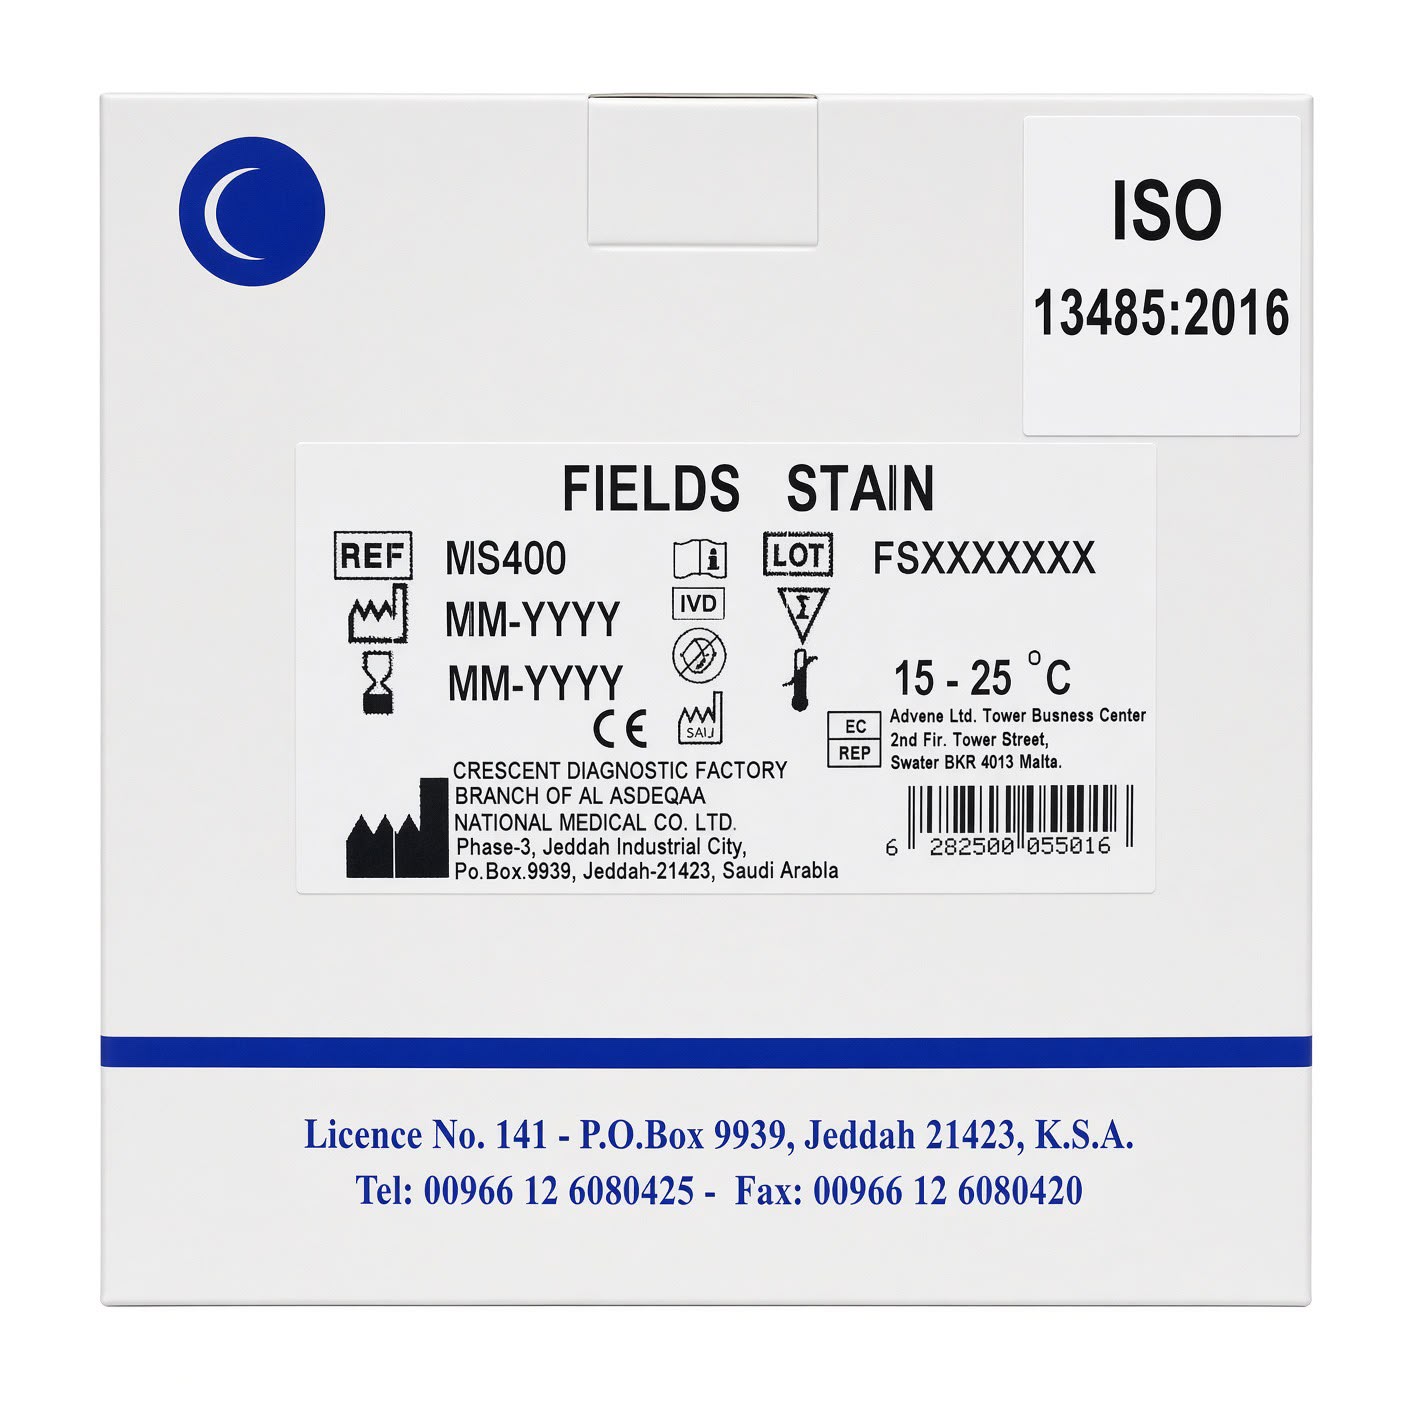 ISO
13485:2016
FIELDS STAIN
REF MS400 LOT FSXXXXXXX
IVD
MM-YYYY
MM-YYYY
15 - 25 °C
CE
SAIJ
EC REP
Advene Ltd. Tower Busness Center
2nd Fir. Tower Street,
Swater BKR 4013 Malta.
CRESCENT DIAGNOSTIC FACTORY
BRANCH OF AL ASDEQAA
NATIONAL MEDICAL CO. LTD.
Phase-3, Jeddah Industrial City,
Po.Box.9939, Jeddah-21423, Saudi Arabla
6 282500 055016
Licence No. 141 - P.O.Box 9939, Jeddah 21423, K.S.A.
Tel: 00966 12 6080425 - Fax: 00966 12 6080420